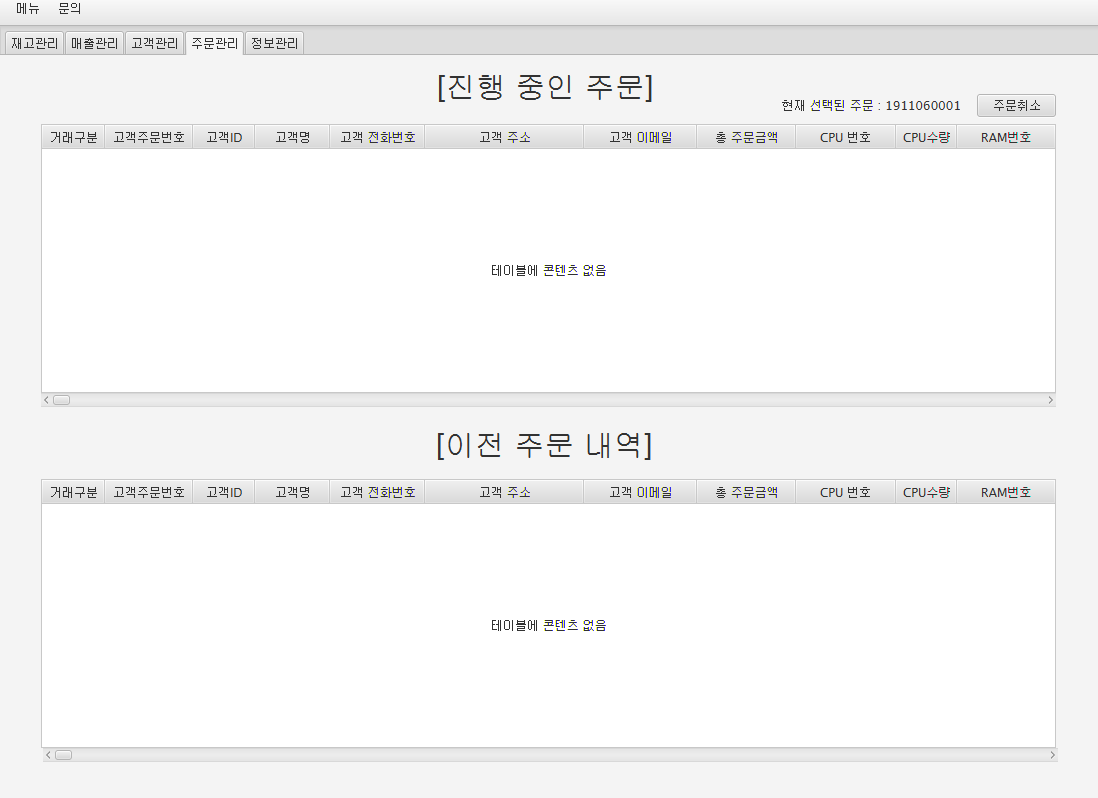 메뉴 문의
재고관리 매출관리 고객관리 주문관리 정보관리
[진행 중인 주문]
현재 선택된 주문 : 1911060001 주문취소
거래구분 고객주문번호 고객ID 고객명 고객 전화번호 고객 주소 고객 이메일 총 주문금액 CPU 번호 CPU수량 RAM번호
테이블에 콘텐츠 없음
[이전 주문 내역]
거래구분 고객주문번호 고객ID 고객명 고객 전화번호 고객 주소 고객 이메일 총 주문금액 CPU 번호 CPU수량 RAM번호
테이블에 콘텐츠 없음